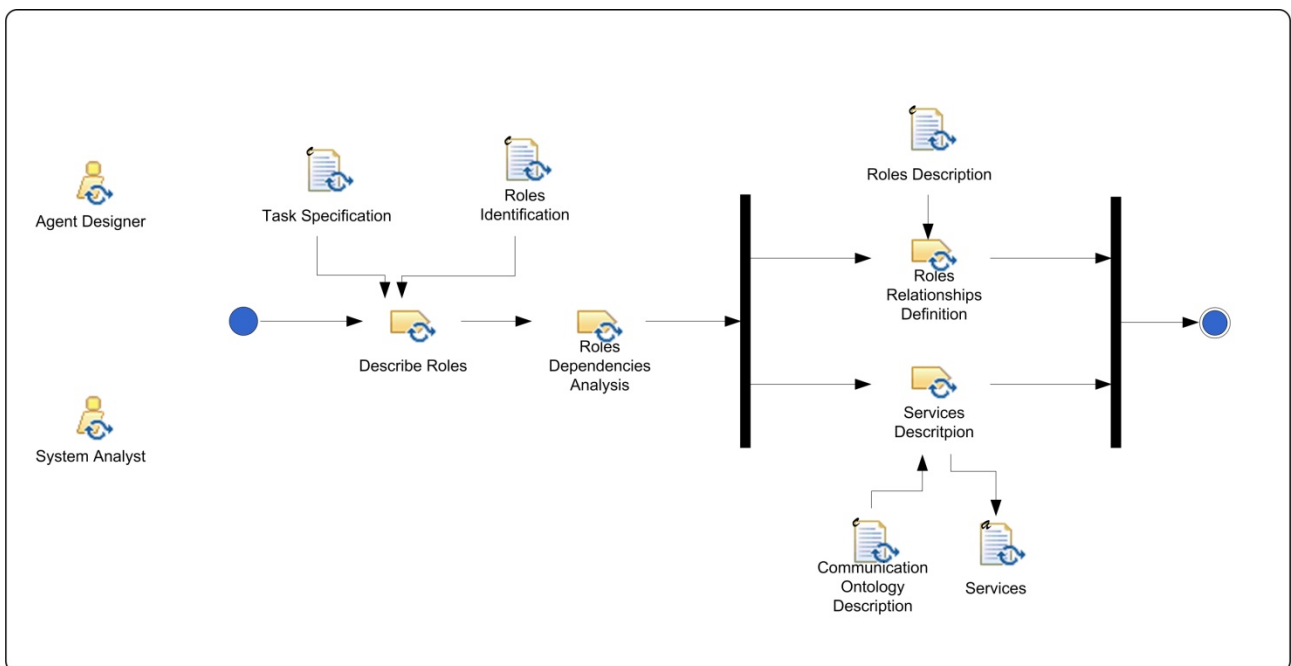 Agent Designer
Task Specification
Roles
Identification
Roles Description
Describe Roles
Roles
Dependencies
Analysis
Roles
Relationships
Definition
System Analyst
Services
Descritpion
Communication
Ontology
Description
Services